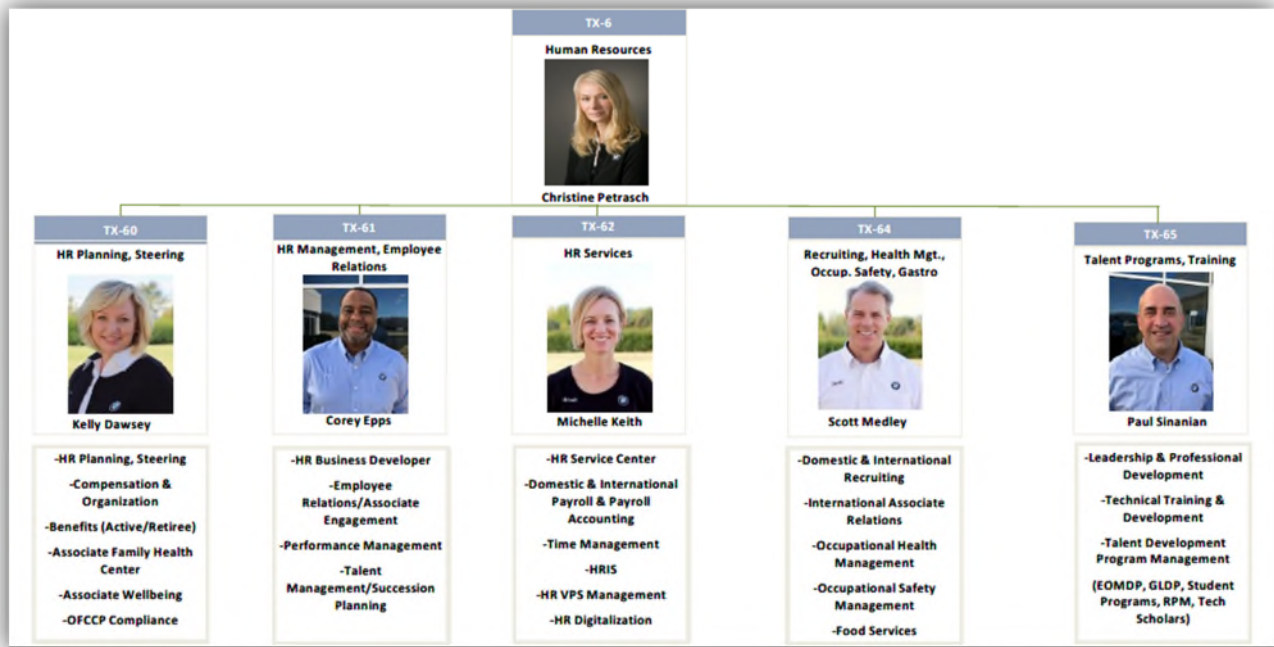 TX-6
Human Resources
Christine Petrasch
TX-60
HR Planning, Steering
Kelly Dawsey
-HR Planning, Steering
-Compensation &
Organization
-Benefits (Active/Retiree)
-Associate Family Health
Center
-Associate Wellbeing
-OFCCP Compliance
TX-61
HR Management, Employee
Relations
Corey Epps
-HR Business Developer
-Employee
Relations/Associate
Engagement
-Performance Management
-Talent
Management/Succession
Planning
TX-62
HR Services
Michelle Keith
-HR Service Center
-Domestic & International
Payroll & Payroll
Accounting
-Time Management
-HRIS
-HR VPS Management
-HR Digitalization
TX-64
Recruiting, Health Mgt.,
Occup. Safety, Gastro
Scott Medley
-Domestic & International
Recruiting
-International Associate
Relations
-Occupational Health
Management
-Occupational Safety
Management
-Food Services
TX-65
Talent Programs, Training
Paul Sinanian
-Leadership & Professional
Development
-Technical Training &
Development
-Talent Development
Program Management
(EOMDP, GLDP, Student
Programs, RPM, Tech
Scholars)